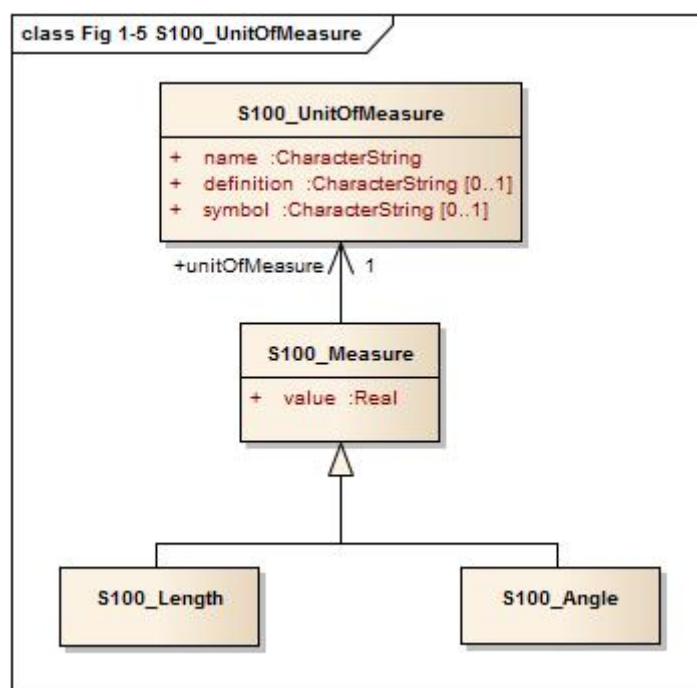 class Fig 1-5 S100_UnitOfMeasure
S100_UnitOfMeasure
+ name :CharacterString
+ definition :CharacterString [0..1]
+ symbol :CharacterString [0..1]
+unitOfMeasure 1
S100_Measure
+ value :Real
S100_Length
S100_Angle